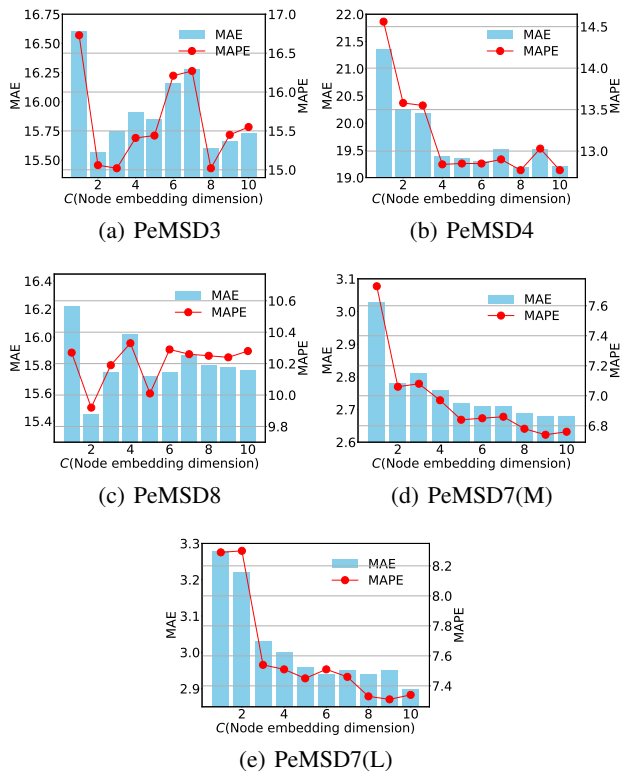 16.75
16.50
16.25
16.00
15.75
15.50
MAE
MAE
MAPE
17.0
16.5
16.0
15.5
15.0
MAPE
2 4 6 8 10
C(Node embedding dimension)
(a) PeMSD3
22.0
21.5
21.0
20.5
20.0
19.5
19.0
MAE
MAE
MAPE
14.5
14.0
13.5
13.0
MAPE
2 4 6 8 10
C(Node embedding dimension)
(b) PeMSD4
16.4
16.2
16.0
15.8
15.6
15.4
MAE
MAE
MAPE
10.6
10.4
10.2
10.0
9.8
MAPE
2 4 6 8 10
C(Node embedding dimension)
(c) PeMSD8
3.1
3.0
2.9
2.8
2.7
2.6
MAE
MAE
MAPE
7.6
7.4
7.2
7.0
6.8
MAPE
2 4 6 8 10
C(Node embedding dimension)
(d) PeMSD7(M)
3.3
3.2
3.1
3.0
2.9
MAE
MAE
MAPE
8.2
8.0
7.8
7.6
7.4
MAPE
2 4 6 8 10
C(Node embedding dimension)
(e) PeMSD7(L)